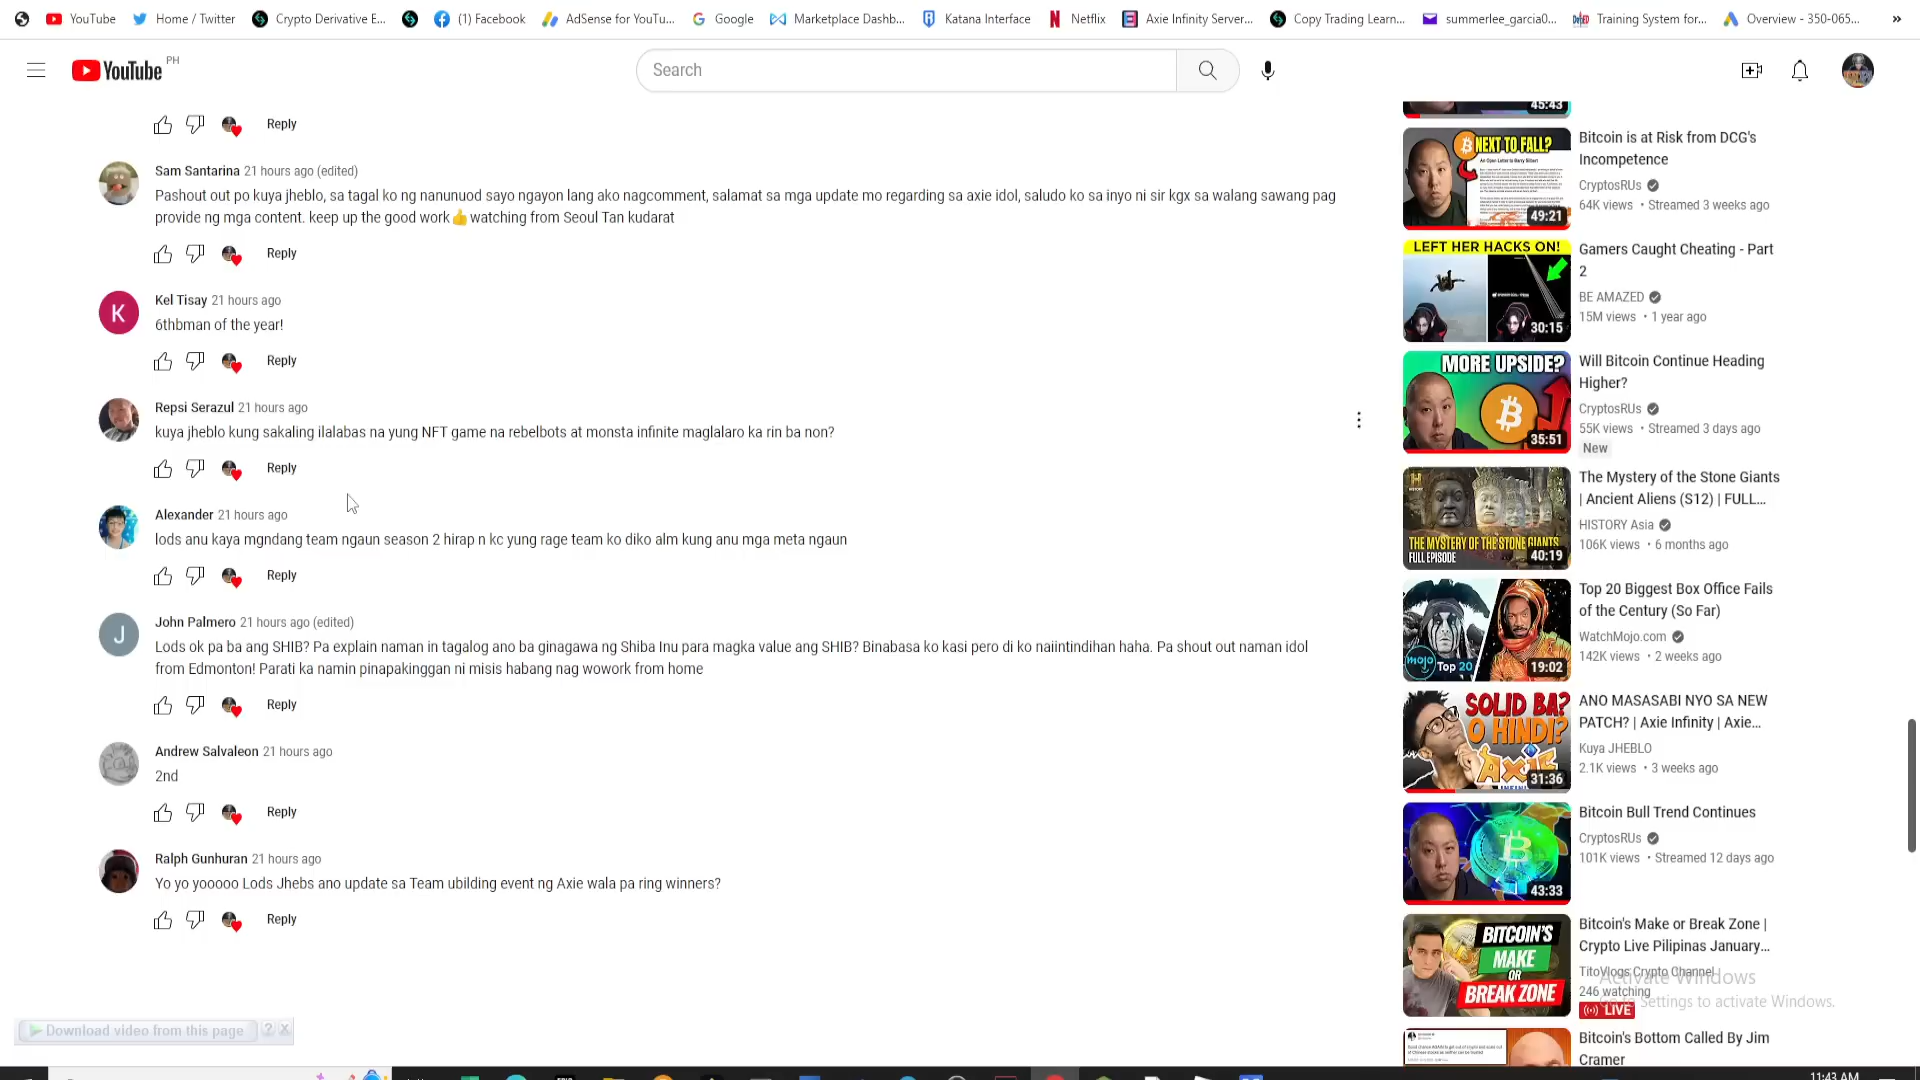 YouTube
Home / Twitter
Crypto Derivative E...
(1) Facebook
AdSense for YouTu...
Google
Marketplace Dashb...
Katana Interface
Netflix
Axie Infinity Server...
Copy Trading Learn...
summerlee_garcia0...
Training System for...
Overview - 350-065...
»
YouTube PH
Search
Reply
Sam Santarina 21 hours ago (edited)
Pashout out po kuya jheblo, sa tagal ko ng nanunuod sayo ngayon lang ako nagcomment, salamat sa mga update mo regarding sa axie idol, saludo ko sa inyo ni sir kgx sa walang sawang pag
provide ng mga content. keep up the good work👍watching from Seoul Tan kudarat
Reply
K
Kel Tisay 21 hours ago
6thbman of the year!
Reply
Repsi Serazul 21 hours ago
kuya jheblo kung sakaling ilalabas na yung NFT game na rebelbots at monsta infinite maglalaro ka rin ba non?
Reply
Alexander 21 hours ago
lods anu kaya mgndang team ngaun season 2 hirap n kc yung rage team ko diko alm kung anu mga meta ngaun
Reply
J
John Palmero 21 hours ago (edited)
Lods ok pa ba ang SHIB? Pa explain naman in tagalog ano ba ginagawa ng Shiba Inu para magka value ang SHIB? Binabasa ko kasi pero di ko naiintindihan haha. Pa shout out naman idol
from Edmonton! Parati ka namin pinapakinggan ni misis habang nag wowork from home
Reply
Andrew Salvaleon 21 hours ago
2nd
Reply
Ralph Gunhuran 21 hours ago
Yo yo yooooo Lods Jhebs ano update sa Team ubilding event ng Axie wala pa ring winners?
Reply
Download video from this page ? X
45:43
NEXT TO FALL?
49:21
Bitcoin is at Risk from DCG's
Incompetence
CryptosRUs
64K views • Streamed 3 weeks ago
LEFT HER HACKS ON!
30:15
Gamers Caught Cheating - Part
2
BE AMAZED
15M views • 1 year ago
MORE UPSIDE?
35:51
Will Bitcoin Continue Heading
Higher?
CryptosRUs
55K views • Streamed 3 days ago
New
HISTORY
THE MYSTERY OF THE STONE GIANTS
FULL EPISODE
40:19
The Mystery of the Stone Giants
| Ancient Aliens (S12) | FULL...
HISTORY Asia
106K views • 6 months ago
mojo Top 20
19:02
Top 20 Biggest Box Office Fails
of the Century (So Far)
WatchMojo.com
142K views • 2 weeks ago
SOLID BA?
O HINDI?
AXIE
31:36
ANO MASASABI NYO SA NEW
PATCH? | Axie Infinity | Axie...
Kuya JHEBLO
2.1K views • 3 weeks ago
43:33
Bitcoin Bull Trend Continues
CryptosRUs
101K views • Streamed 12 days ago
BITCOIN'S
MAKE
OR
BREAK ZONE
Bitcoin's Make or Break Zone |
Crypto Live Pilipinas January...
TitoVlogs Crypto Channel
246 watching
LIVE
Activate Windows
Go to Settings to activate Windows.
Bitcoin's Bottom Called By Jim
Cramer
11:43 AM